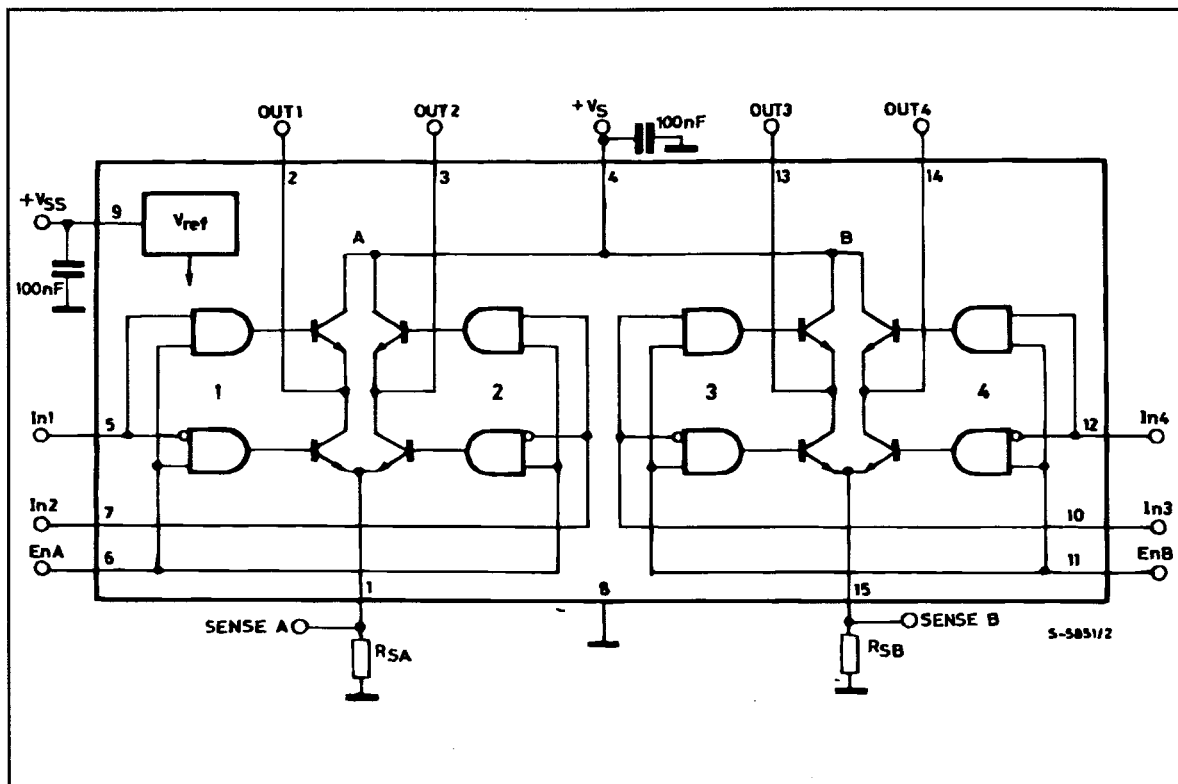 OUT1 OUT2 +VS 100nF OUT3 OUT4
2 3 4 13 14
+VSS 9 Vref
A B
100nF
1 2 3 4
In1 5 12 In4
In2 7 10 In3
EnA 6 11 EnB
1 8 15
SENSE A SENSE B
RSA RSB
S-5851/2